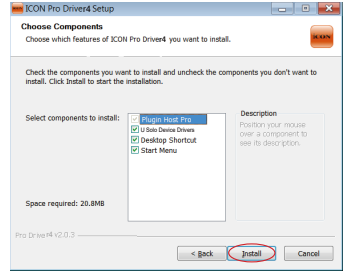 ICON Pro Driver4 Setup
Choose Components
Choose which features of ICON Pro Driver4 you want to install.
ICON
Check the components you want to install and uncheck the components you don't want to
install. Click Install to start the installation.
Select components to install:
Plugin Host Pro
U Solo Device Drivers
Desktop Shortcut
Start Menu
Description
Position your mouse
over a component to
see its description.
Space required: 20.8MB
Pro Driver4 v2.0.3
< Back
Install
Cancel